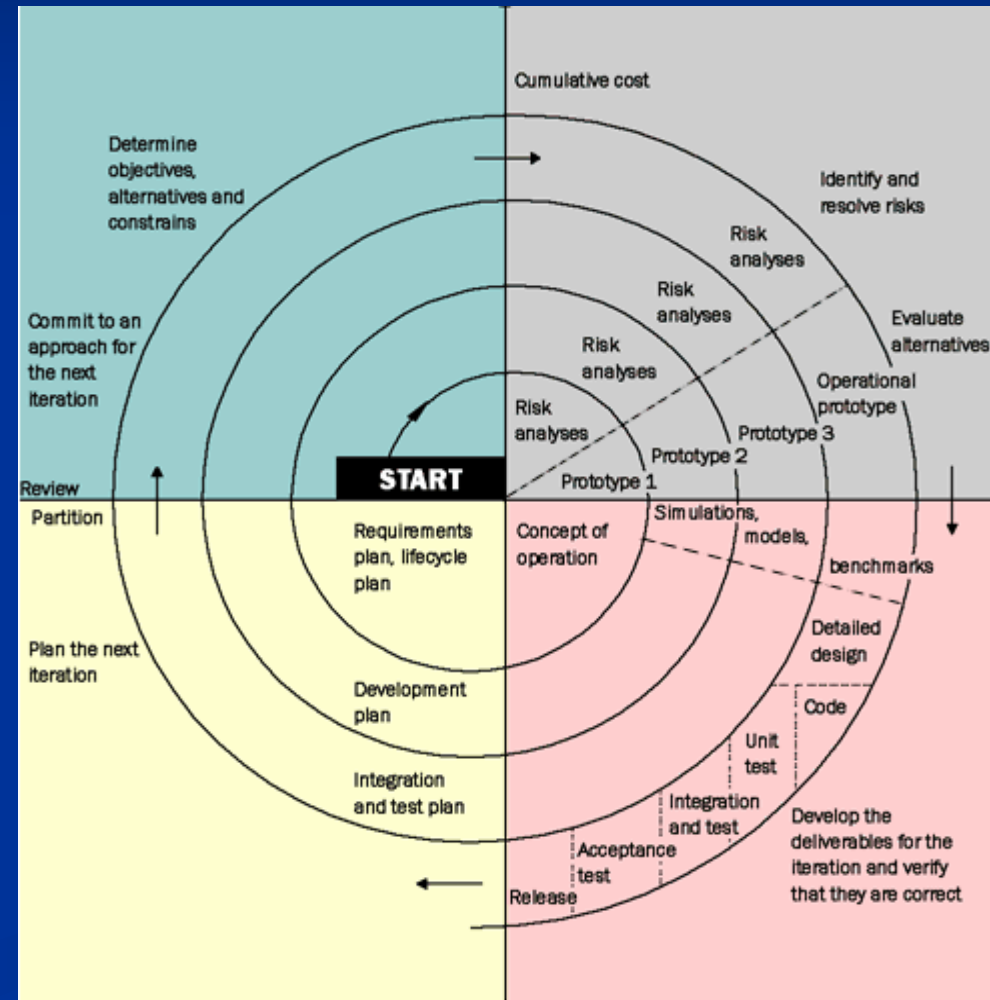 Cumulative cost
Determine
objectives,
alternatives and
constrains
Identify and
resolve risks
Risk
analyses
Risk
analyses
Risk
analyses
Risk
analyses
Commit to an
approach for
the next
iteration
Evaluate
alternatives
Operational
prototype
Prototype 3
Prototype 2
Prototype 1
START
Review
Partition
Requirements
plan, lifecycle
plan
Concept of
operation
Simulations,
models,
benchmarks
Plan the next
iteration
Detailed
design
Development
plan
Code
Unit
test
Integration
and test plan
Integration
and test
Acceptance
test
Release
Develop the
deliverables for the
iteration and verify
that they are correct